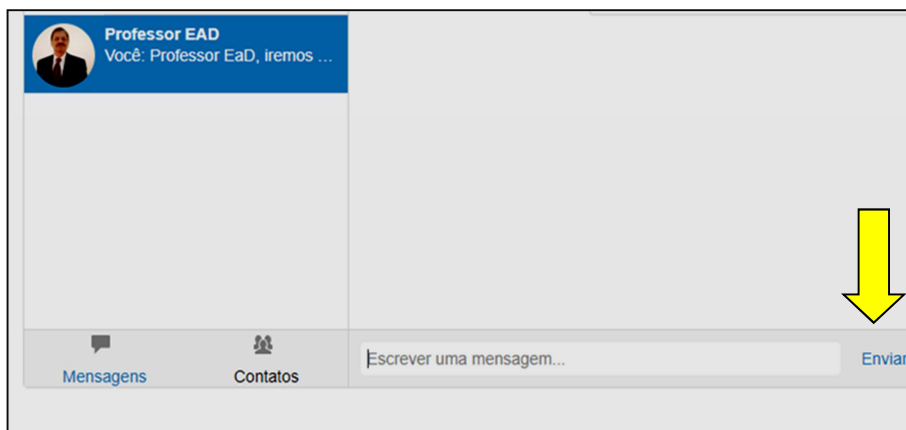 Professor EAD
Você: Professor EaD, iremos ...
Mensagens
Contatos
Escrever uma mensagem...
Enviar